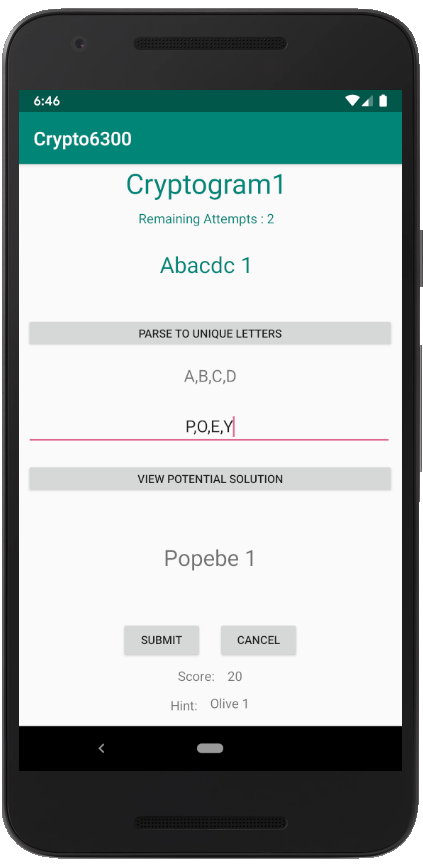 6:46
Crypto6300
Cryptogram1
Remaining Attempts : 2
Abacdc 1
PARSE TO UNIQUE LETTERS
A,B,C,D
P,O,E,Y
VIEW POTENTIAL SOLUTION
Popebe 1
SUBMIT CANCEL
Score: 20
Hint: Olive 1